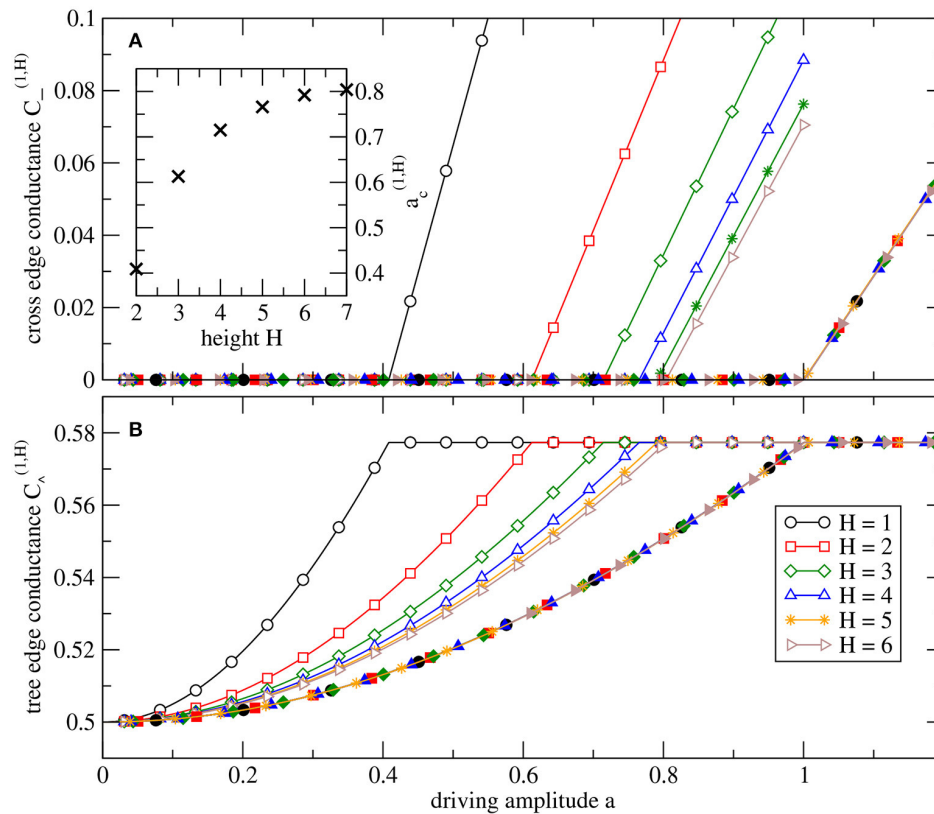 A
cross edge conductance C_–^(1,H)
0.1
0.08
0.06
0.04
0.02
0
0.8
0.7
0.6
0.5
0.4
a_c^(1,H)
2 3 4 5 6 7
height H
B
tree edge conductance C_^^(1,H)
0.58
0.56
0.54
0.52
0.5
H = 1
H = 2
H = 3
H = 4
H = 5
H = 6
0 0.2 0.4 0.6 0.8 1
driving amplitude a